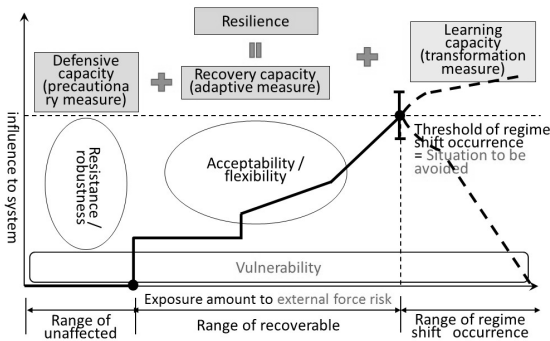 Resilience
Learning
capacity
(transformation
measure)
Defensive
capacity
(precautiona
ry measure)
Recovery capacity
(adaptive measure)
influence to system
Resistance /
robustness
Acceptability /
flexibility
Threshold of regime
shift occurrence
= Situation to be
avoided
Vulnerability
Exposure amount to external force risk
Range of
unaffected
Range of recoverable
Range of regime
shift occurrence